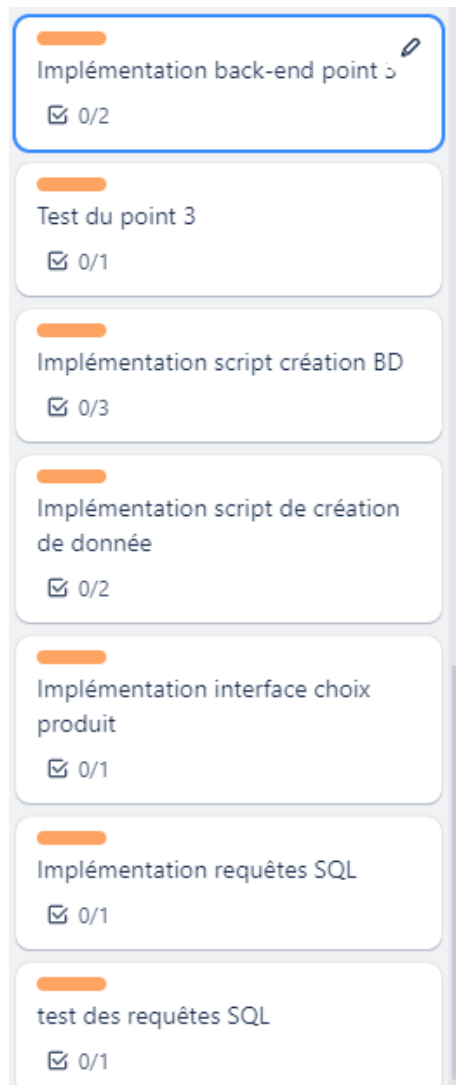 Implémentation back-end point
0/2
Test du point 3
0/1
Implémentation script création BD
0/3
Implémentation script de création
de donnée
0/2
Implémentation interface choix
produit
0/1
Implémentation requêtes SQL
0/1
test des requêtes SQL
0/1